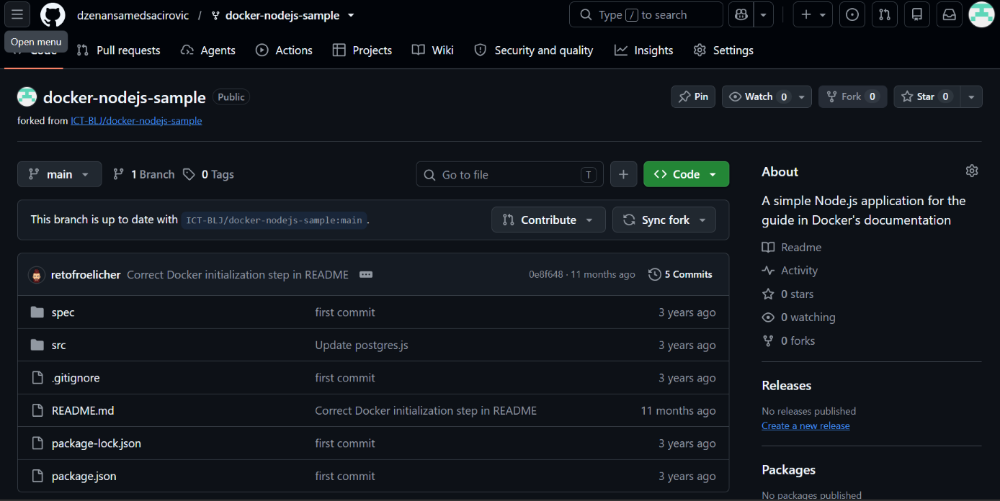 dzenansamedsacirovic / docker-nodejs-sample Type / to search
Open menu
Code Pull requests Agents Actions Projects Wiki Security and quality Insights Settings
docker-nodejs-sample Public Pin Watch 0 Fork 0 Star 0
forked from ICT-BLJ/docker-nodejs-sample
main 1 Branch 0 Tags Go to file T + Code
This branch is up to date with ICT-BLJ/docker-nodejs-sample:main . Contribute Sync fork
retofroelicher Correct Docker initialization step in README 0e8f648 · 11 months ago 5 Commits
spec first commit 3 years ago
src Update postgres.js 3 years ago
.gitignore first commit 3 years ago
README.md Correct Docker initialization step in README 11 months ago
package-lock.json first commit 3 years ago
package.json first commit 3 years ago
About
A simple Node.js application for the
guide in Docker's documentation
Readme
Activity
0 stars
0 watching
0 forks
Releases
No releases published
Create a new release
Packages
No packages published